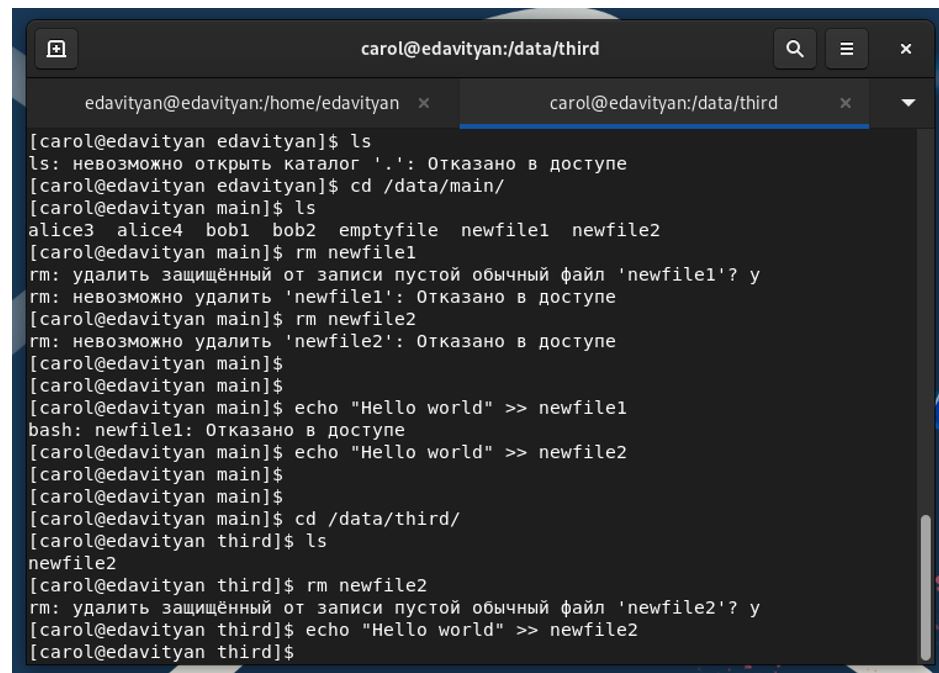 carol@edavityan:/data/third
edavityan@edavityan:/home/edavityan × carol@edavityan:/data/third ×
[carol@edavityan edavityan]$ ls
ls: невозможно открыть каталог '.': Отказано в доступе
[carol@edavityan edavityan]$ cd /data/main/
[carol@edavityan main]$ ls
alice3  alice4  bob1  bob2  emptyfile  newfile1  newfile2
[carol@edavityan main]$ rm newfile1
rm: удалить защищённый от записи пустой обычный файл 'newfile1'? y
rm: невозможно удалить 'newfile1': Отказано в доступе
[carol@edavityan main]$ rm newfile2
rm: невозможно удалить 'newfile2': Отказано в доступе
[carol@edavityan main]$
[carol@edavityan main]$
[carol@edavityan main]$ echo "Hello world" >> newfile1
bash: newfile1: Отказано в доступе
[carol@edavityan main]$ echo "Hello world" >> newfile2
[carol@edavityan main]$
[carol@edavityan main]$
[carol@edavityan main]$ cd /data/third/
[carol@edavityan third]$ ls
newfile2
[carol@edavityan third]$ rm newfile2
rm: удалить защищённый от записи пустой обычный файл 'newfile2'? y
[carol@edavityan third]$ echo "Hello world" >> newfile2
[carol@edavityan third]$